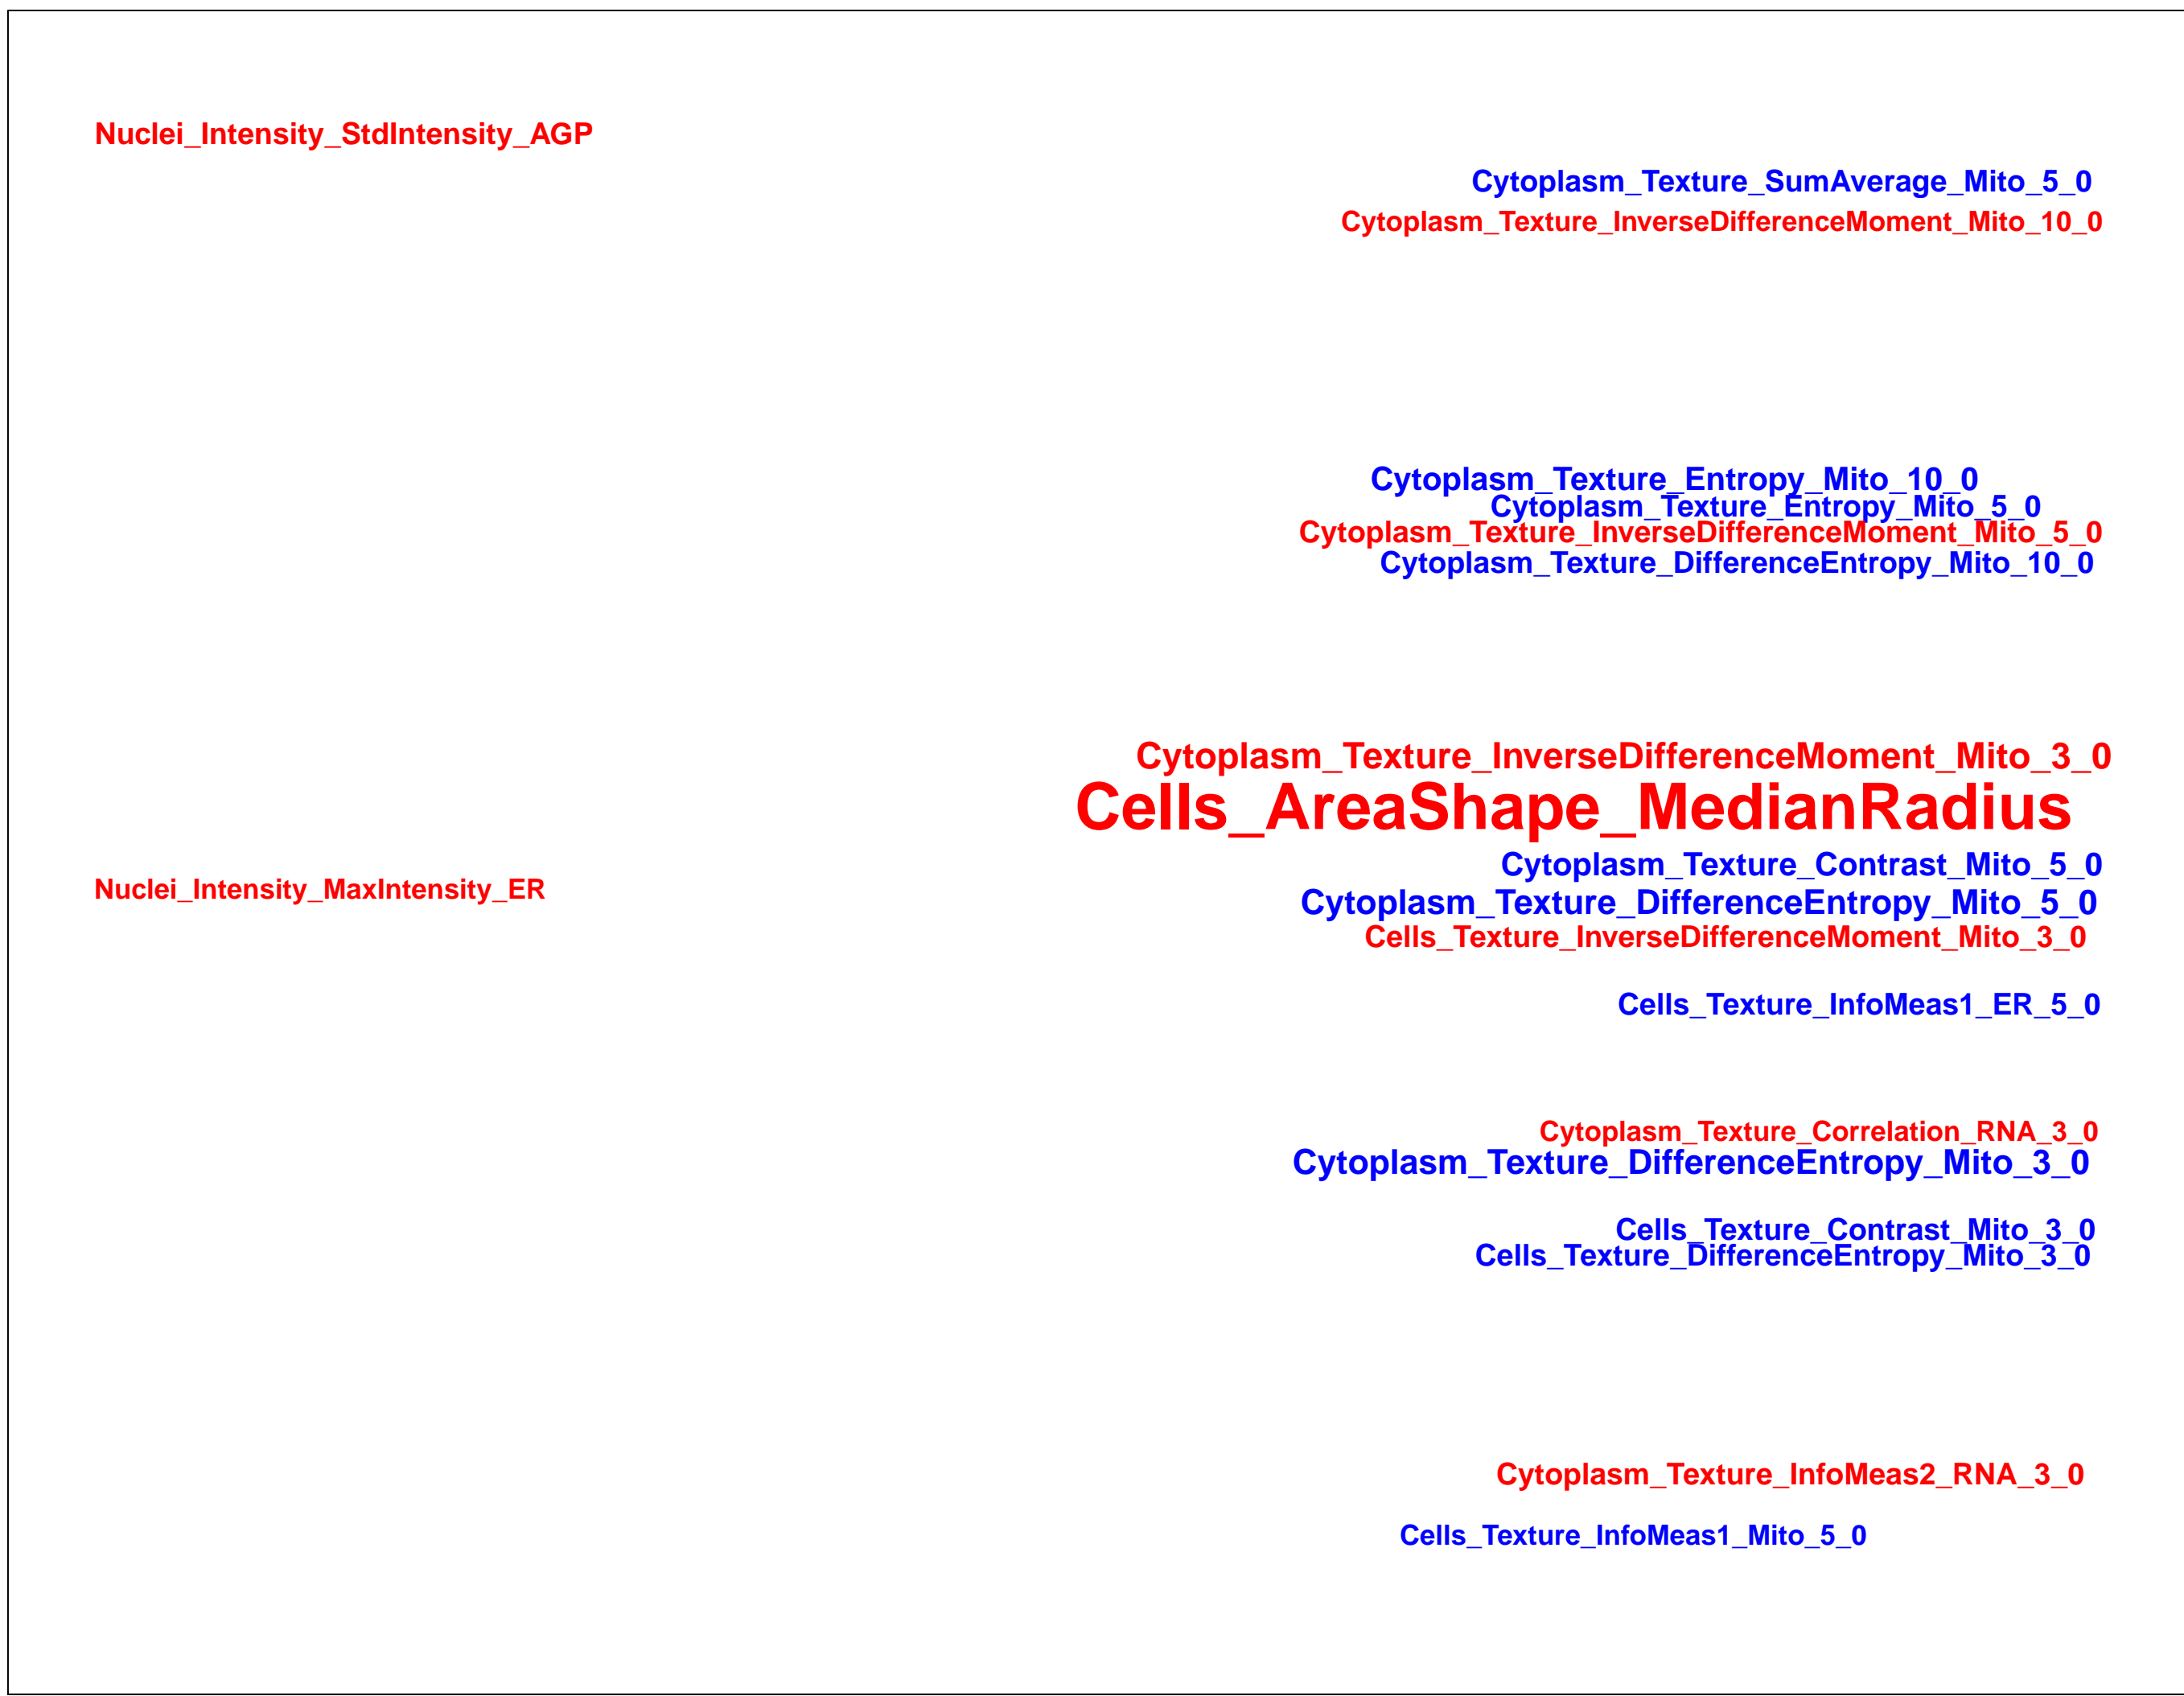 Nuclei_Intensity_StdIntensity_AGP
Cytoplasm_Texture_SumAverage_Mito_5_0
Cytoplasm_Texture_InverseDifferenceMoment_Mito_10_0
Cytoplasm_Texture_Entropy_Mito_10_0
Cytoplasm_Texture_Entropy_Mito_5_0
Cytoplasm_Texture_InverseDifferenceMoment_Mito_5_0
Cytoplasm_Texture_DifferenceEntropy_Mito_10_0
Cytoplasm_Texture_InverseDifferenceMoment_Mito_3_0
Cells_AreaShape_MedianRadius
Cytoplasm_Texture_Contrast_Mito_5_0
Nuclei_Intensity_MaxIntensity_ER
Cytoplasm_Texture_DifferenceEntropy_Mito_5_0
Cells_Texture_InverseDifferenceMoment_Mito_3_0
Cells_Texture_InfoMeas1_ER_5_0
Cytoplasm_Texture_Correlation_RNA_3_0
Cytoplasm_Texture_DifferenceEntropy_Mito_3_0
Cells_Texture_Contrast_Mito_3_0
Cells_Texture_DifferenceEntropy_Mito_3_0
Cytoplasm_Texture_InfoMeas2_RNA_3_0
Cells_Texture_InfoMeas1_Mito_5_0